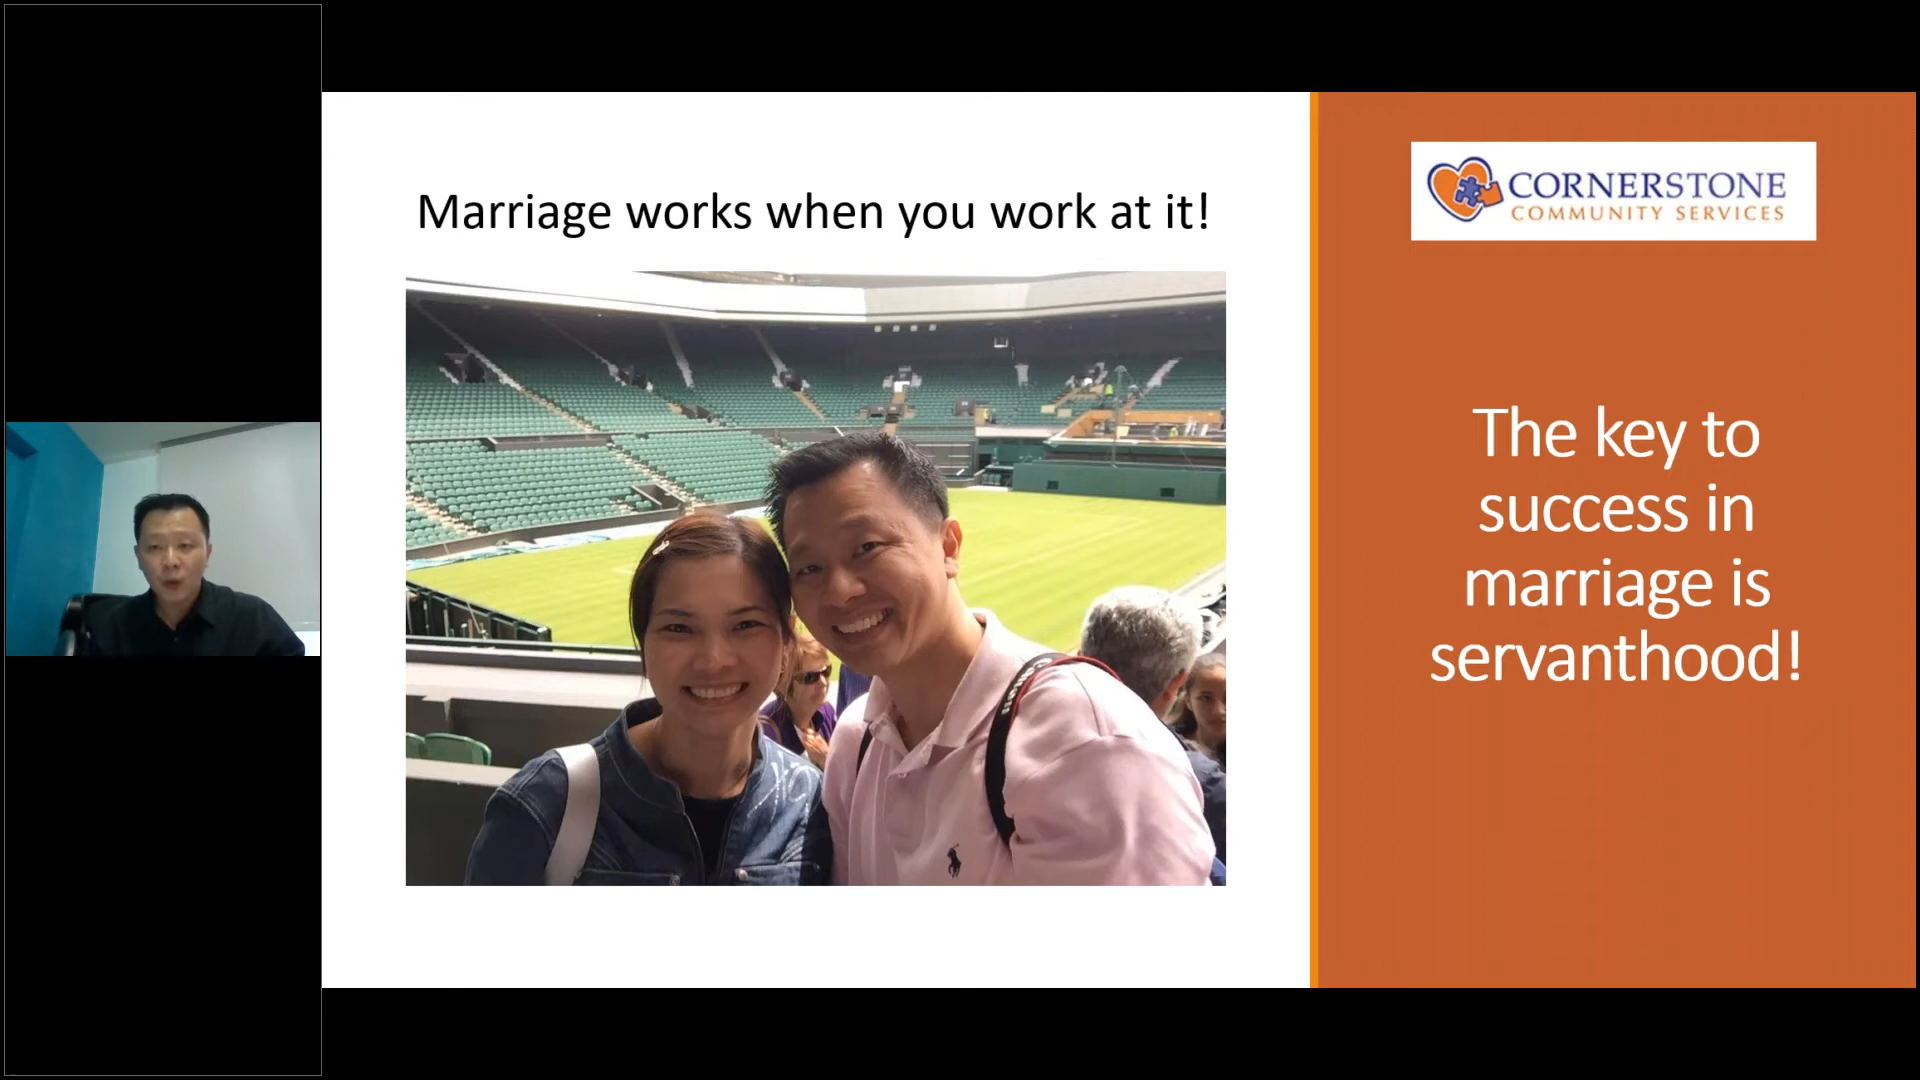 Marriage works when you work at it!
CORNERSTONE
COMMUNITY SERVICES
The key to
success in
marriage is
servanthood!